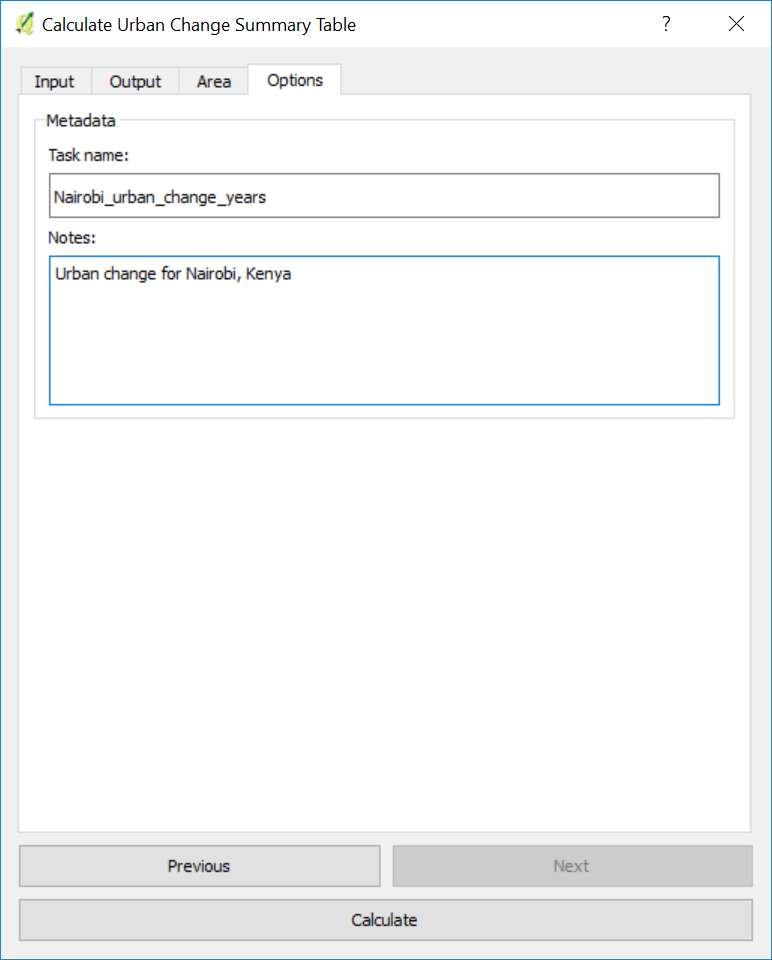 Calculate Urban Change Summary Table ?
Input Output Area Options
Metadata
Task name:
Nairobi_urban_change_years
Notes:
Urban change for Nairobi, Kenya
Previous Next
Calculate